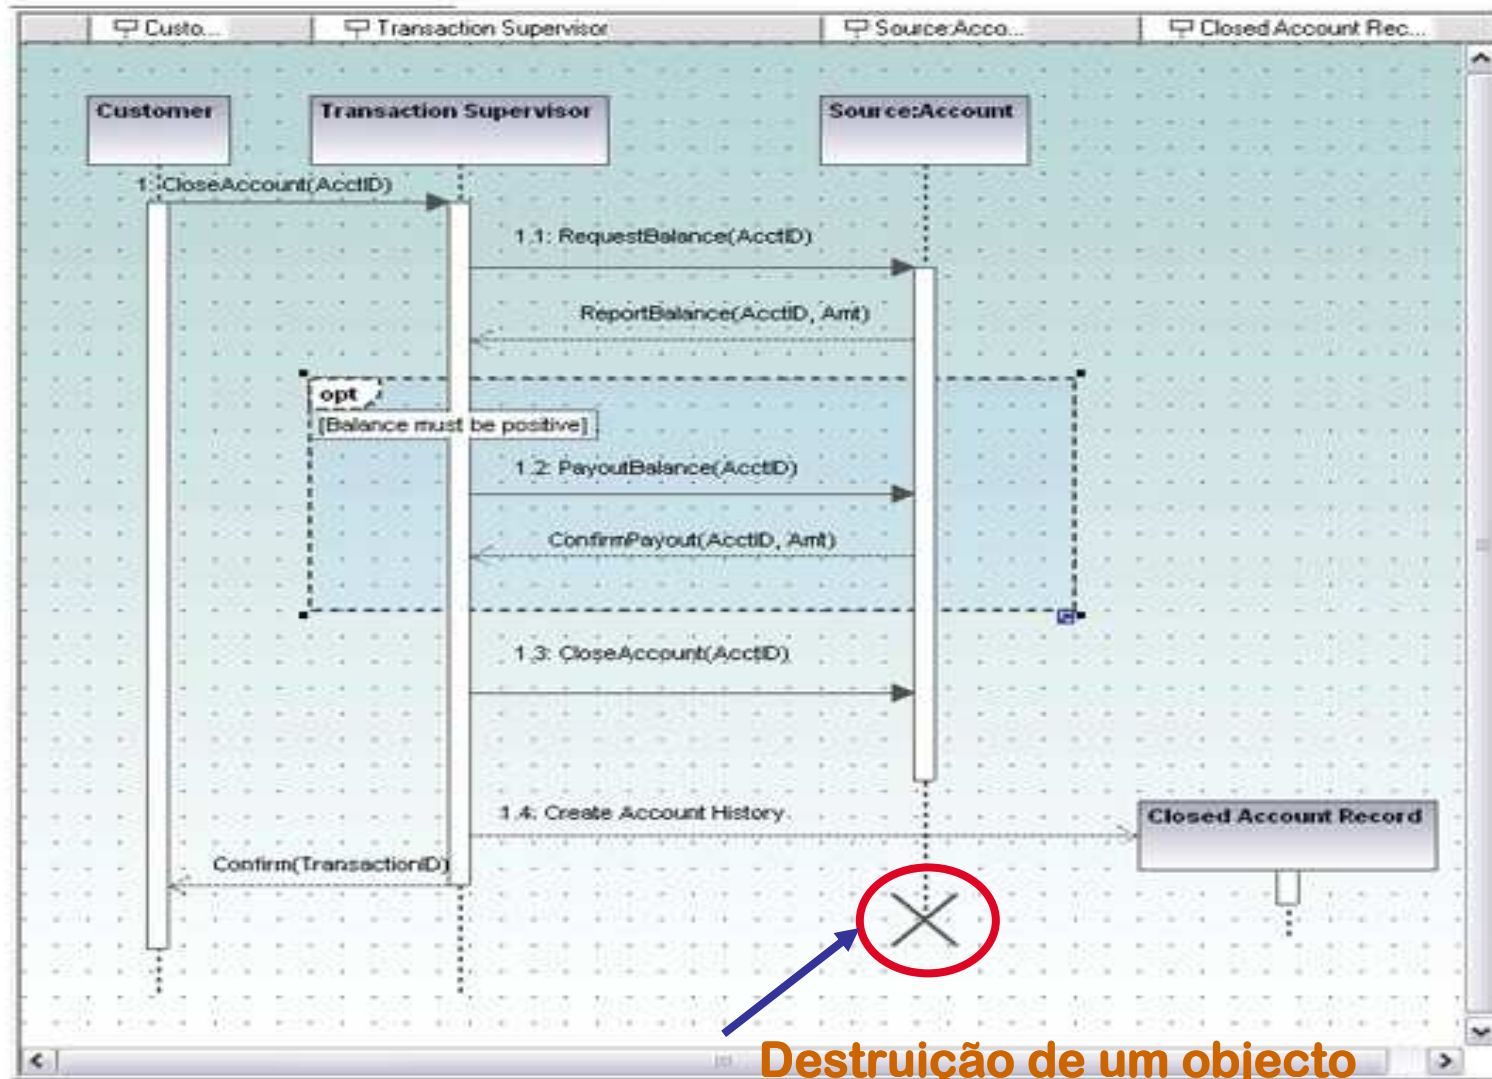 Custo...
Transaction Supervisor
Source:Acco...
Closed Account Rec...
Customer
Transaction Supervisor
Source:Account
1: CloseAccount(AcctID)
1.1: RequestBalance(AcctID)
ReportBalance(AcctID, Amt)
opt
[Balance must be positive]
1.2: PayoutBalance(AcctID)
ConfirmPayout(AcctID, Amt)
1.3: CloseAccount(AcctID)
1.4: Create Account History
Closed Account Record
Confirm(TransactionID)
Destruição de um objecto